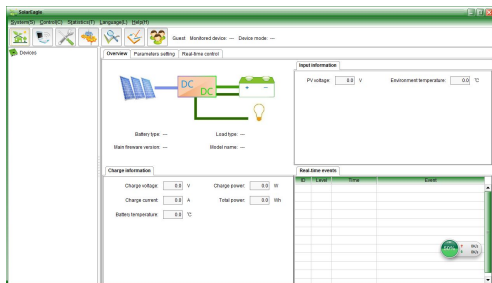 SolarEagle
System(S) Control(C) Statistics(T) Language(L) Help(H)
Guest Monitored device: --- Device mode: ---
Devices
Overview Parameters setting Real-time control
DC
DC
Battery type: --- Load type: ---
Main firmware version: --- Model name: ---
Input information
PV voltage: 0.0 V Environment temperature: 0.0 ℃
Charge information
Charge voltage: 0.0 V Charge power: 0.0 W
Charge current: 0.0 A Total power: 0.0 Wh
Battery temperature: 0.0 ℃
Real-time events
ID Level Time Event
50%